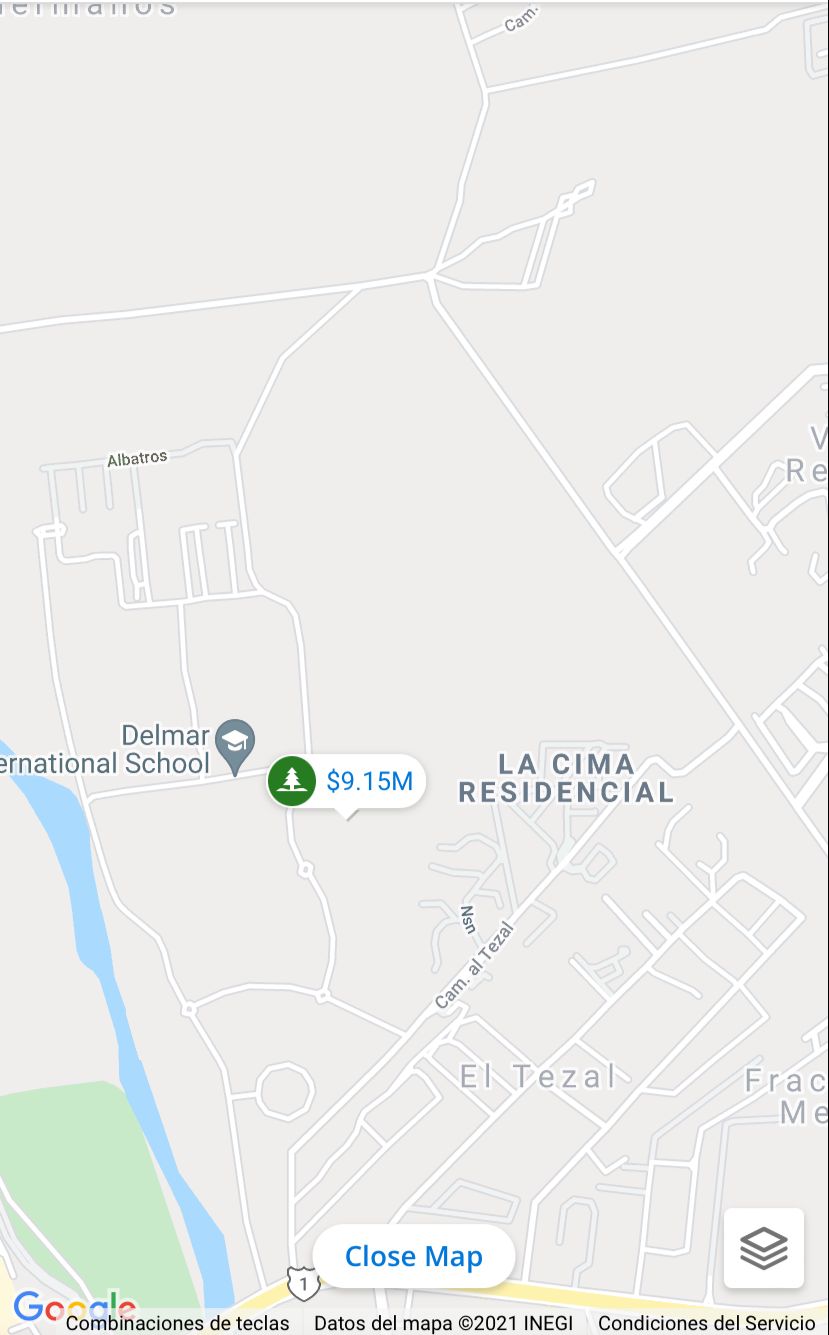 Cam.
Albatros
V
Re
Delmar
ernational School
$9.15M
LA CIMA
RESIDENCIAL
Nsn
Cam. al Tezal
El Tezal
Frac
Me
Close Map
1
Google
Combinaciones de teclas
Datos del mapa ©2021 INEGI
Condiciones del Servicio